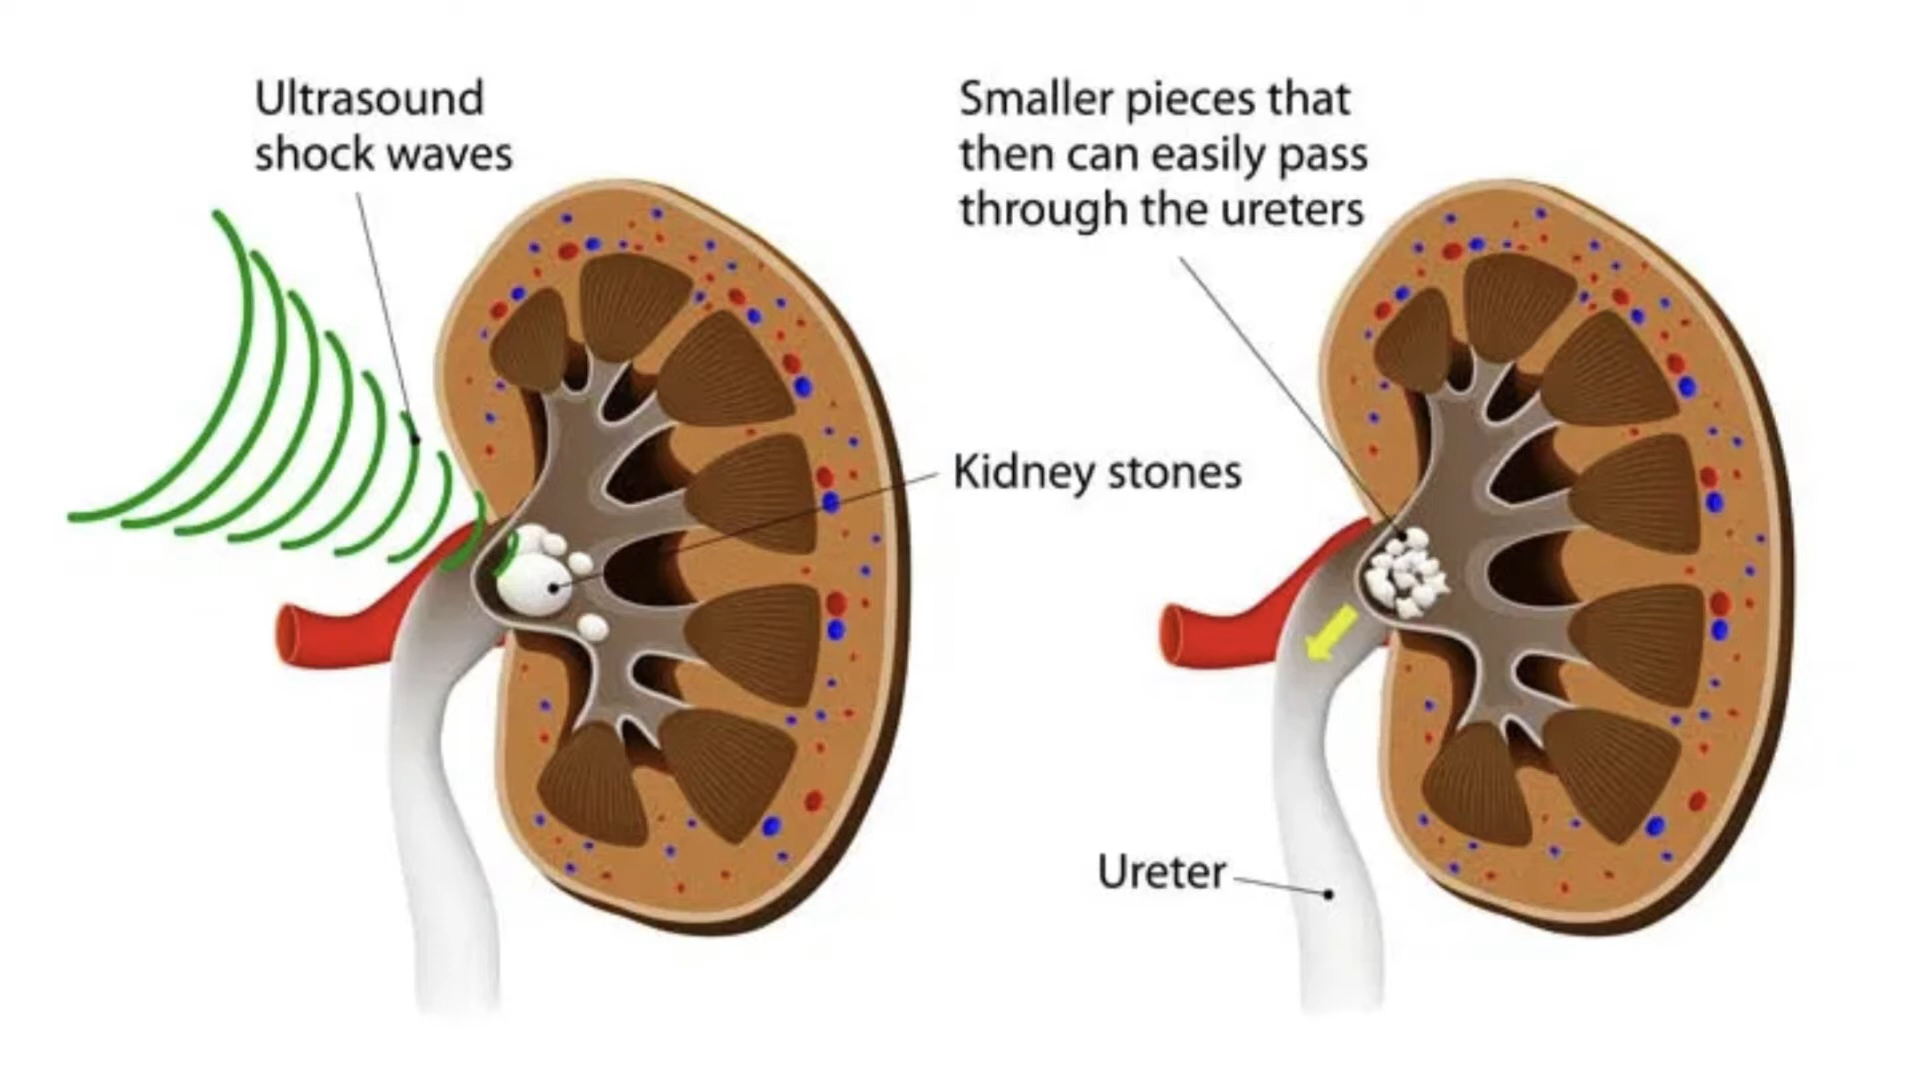 Ultrasound
shock waves
Smaller pieces that
then can easily pass
through the ureters
Kidney stones
Ureter